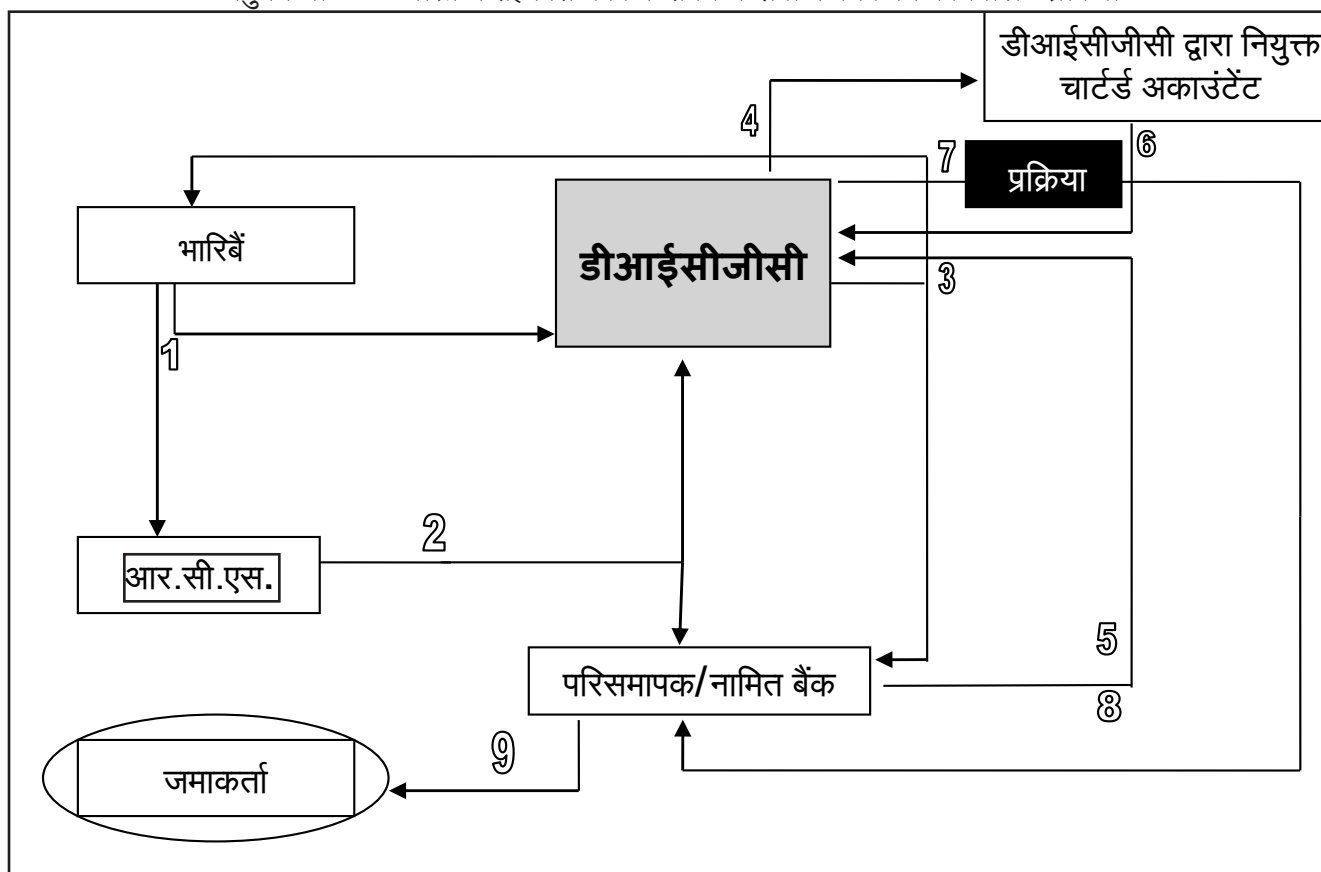 डीआईसीजीसी द्वारा नियुक्त
चार्टर्ड अकाउंटेंट
4
7
प्रक्रिया
6
भारिबैं
डीआईसीजीसी
3
1
2
आर.सी.एस.
5
परिसमापक/नामित बैंक
8
9
जमाकर्ता